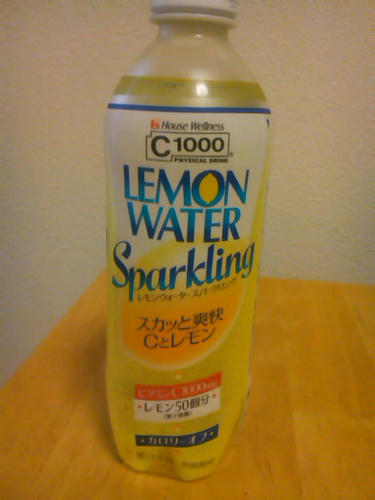 House Wellness
C1000
PHYSICAL DRINK
LEMON
WATER
Sparkling
レモンウォーター スパークリング
スカッと爽快
Cとレモン
ビタミンC1000mg
レモン50個分
カロリーオフ